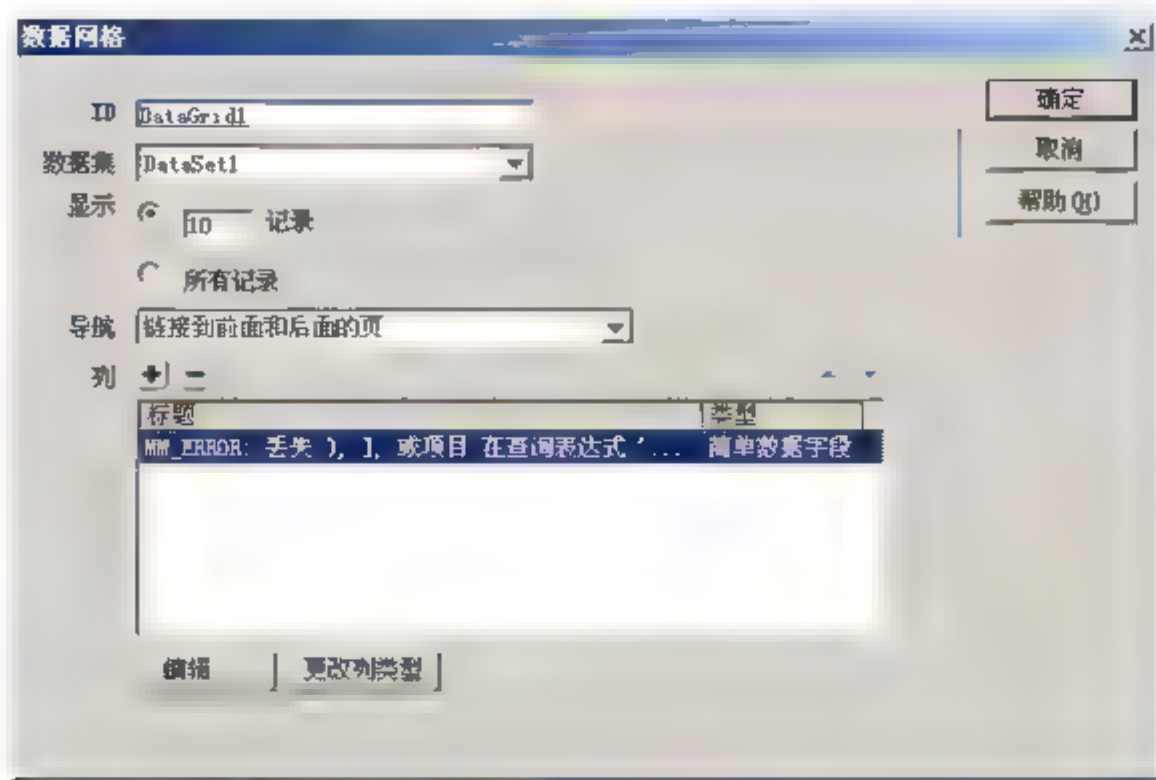 数据网格
ID DataGrid1 确定
数据集 DataSet1 取消
显示 10 记录 帮助(H)
所有记录
导航 链接到前面和后面的页
列
标题 类型
MM_ERROR: 丢失 ), ], 或项目 在查询表达式 '... 简单数据字段
编辑 更改列类型